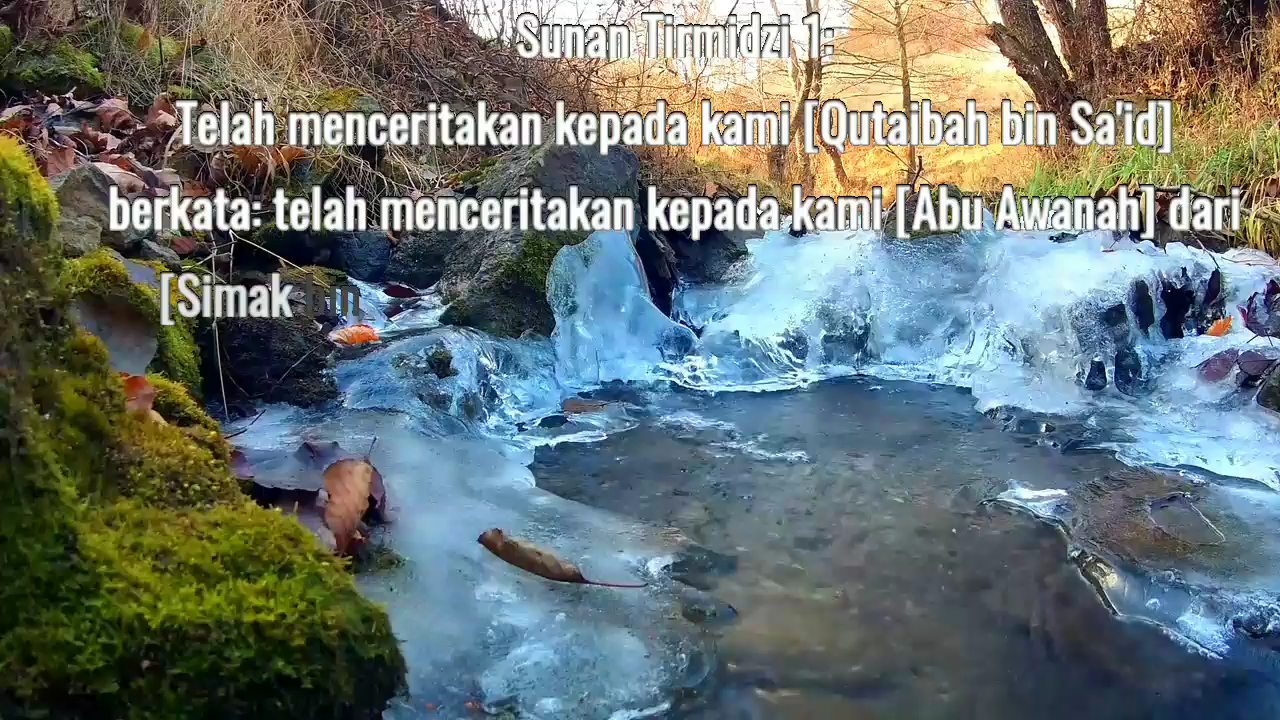 Sunan Tirmidzi 1:
Telah menceritakan kepada kami [Qutaibah bin Sa'id]
berkata: telah menceritakan kepada kami [Abu Awanah] dari
[Simak bin